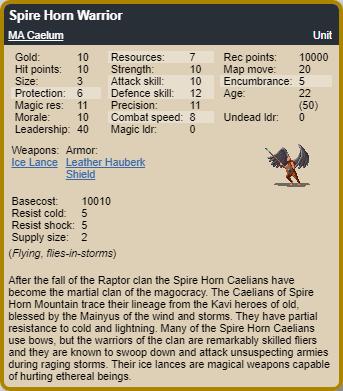 Spire Horn Warrior
MA Caelum Unit
Gold: 10 Resources: 7 Rec points: 10000
Hit points: 10 Strength: 10 Map move: 20
Size: 3 Attack skill: 10 Encumbrance: 5
Protection: 6 Defence skill: 12 Age: 22
Magic res: 11 Precision: 11 (50)
Morale: 10 Combat speed: 8 Undead ldr: 0
Leadership: 40 Magic ldr: 0
Weapons: Armor:
Ice Lance Leather Hauberk
Shield
Basecost: 10010
Resist cold: 5
Resist shock: 5
Supply size: 2
(Flying, flies-in-storms)
After the fall of the Raptor clan the Spire Horn Caelians have
become the martial clan of the magocracy. The Caelians of Spire
Horn Mountain trace their lineage from the Kavi heroes of old,
blessed by the Mainyus of the wind and storms. They have partial
resistance to cold and lightning. Many of the Spire Horn Caelians
use bows, but the warriors of the clan are remarkably skilled fliers
and they are known to swoop down and attack unsuspecting armies
during raging storms. Their ice lances are magical weapons capable
of hurting ethereal beings.